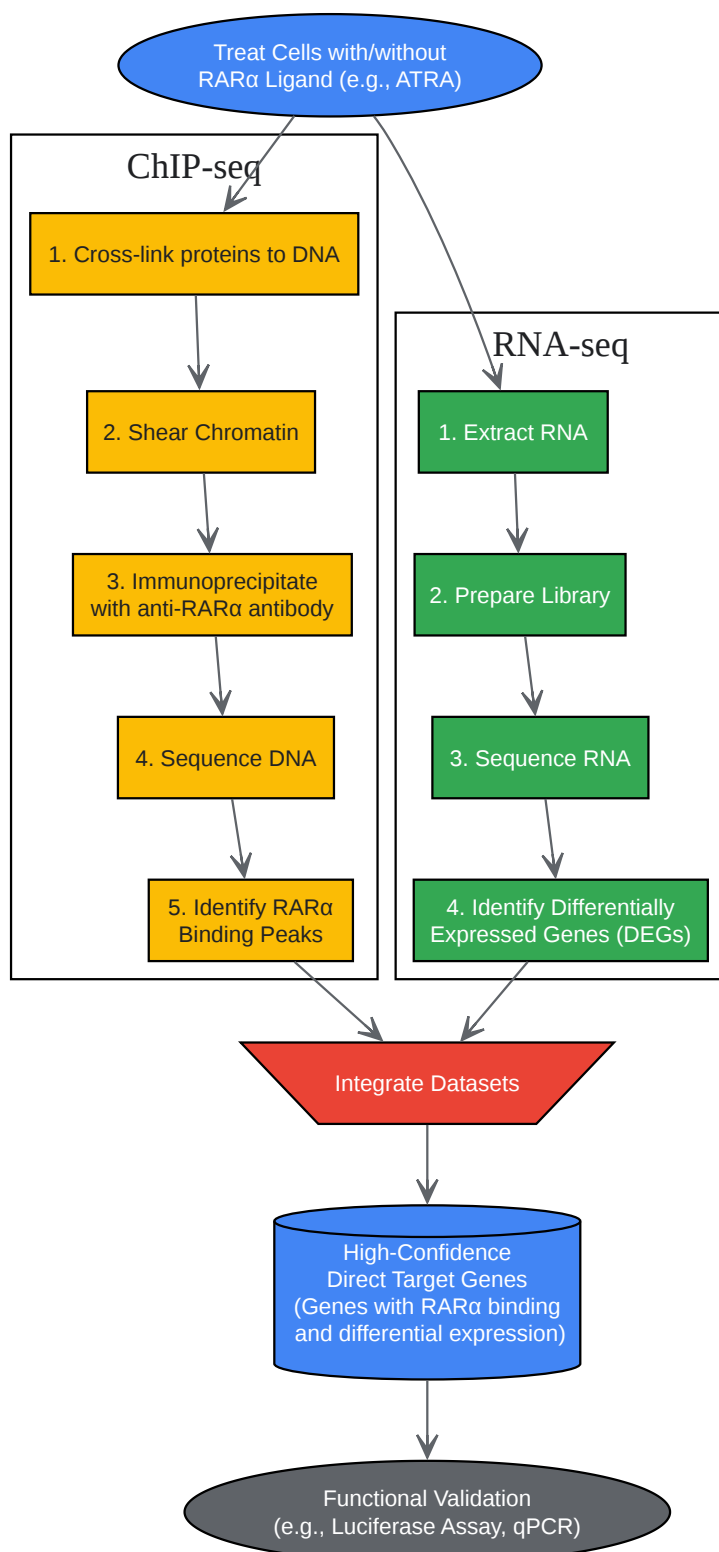 Treat Cells with/without
RARα Ligand (e.g., ATRA)
ChIP-seq
1. Cross-link proteins to DNA
2. Shear Chromatin
3. Immunoprecipitate
with anti-RARα antibody
4. Sequence DNA
5. Identify RARα
Binding Peaks
RNA-seq
1. Extract RNA
2. Prepare Library
3. Sequence RNA
4. Identify Differentially
Expressed Genes (DEGs)
Integrate Datasets
High-Confidence
Direct Target Genes
(Genes with RARα binding
and differential expression)
Functional Validation
(e.g., Luciferase Assay, qPCR)